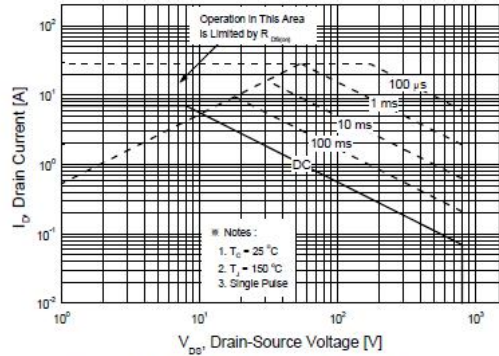 Operation in This Area
is Limited by R DS(on)
10²
10¹
10⁰
10⁻¹
10⁻²
I_D, Drain Current [A]
100 μs
1 ms
10 ms
100 ms
DC
※ Notes :
1. T_C = 25 °C
2. T_J = 150 °C
3. Single Pulse
10⁰
10¹
10²
10³
V_DS, Drain-Source Voltage [V]